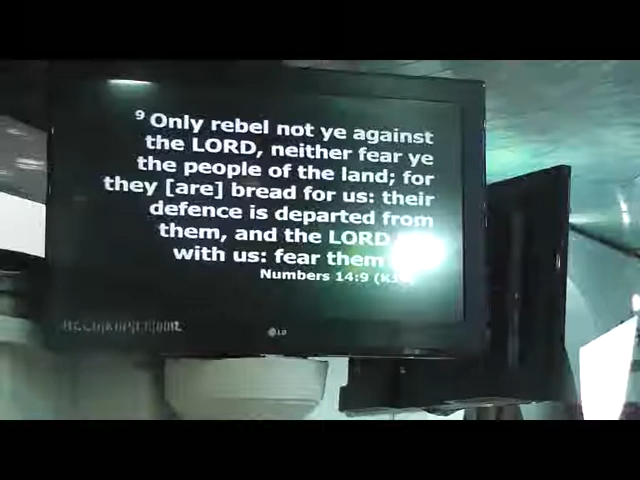 9 Only rebel not ye against
the LORD, neither fear ye
the people of the land; for
they [are] bread for us: their
defence is departed from
them, and the LORD
with us: fear them
Numbers 14:9
LG